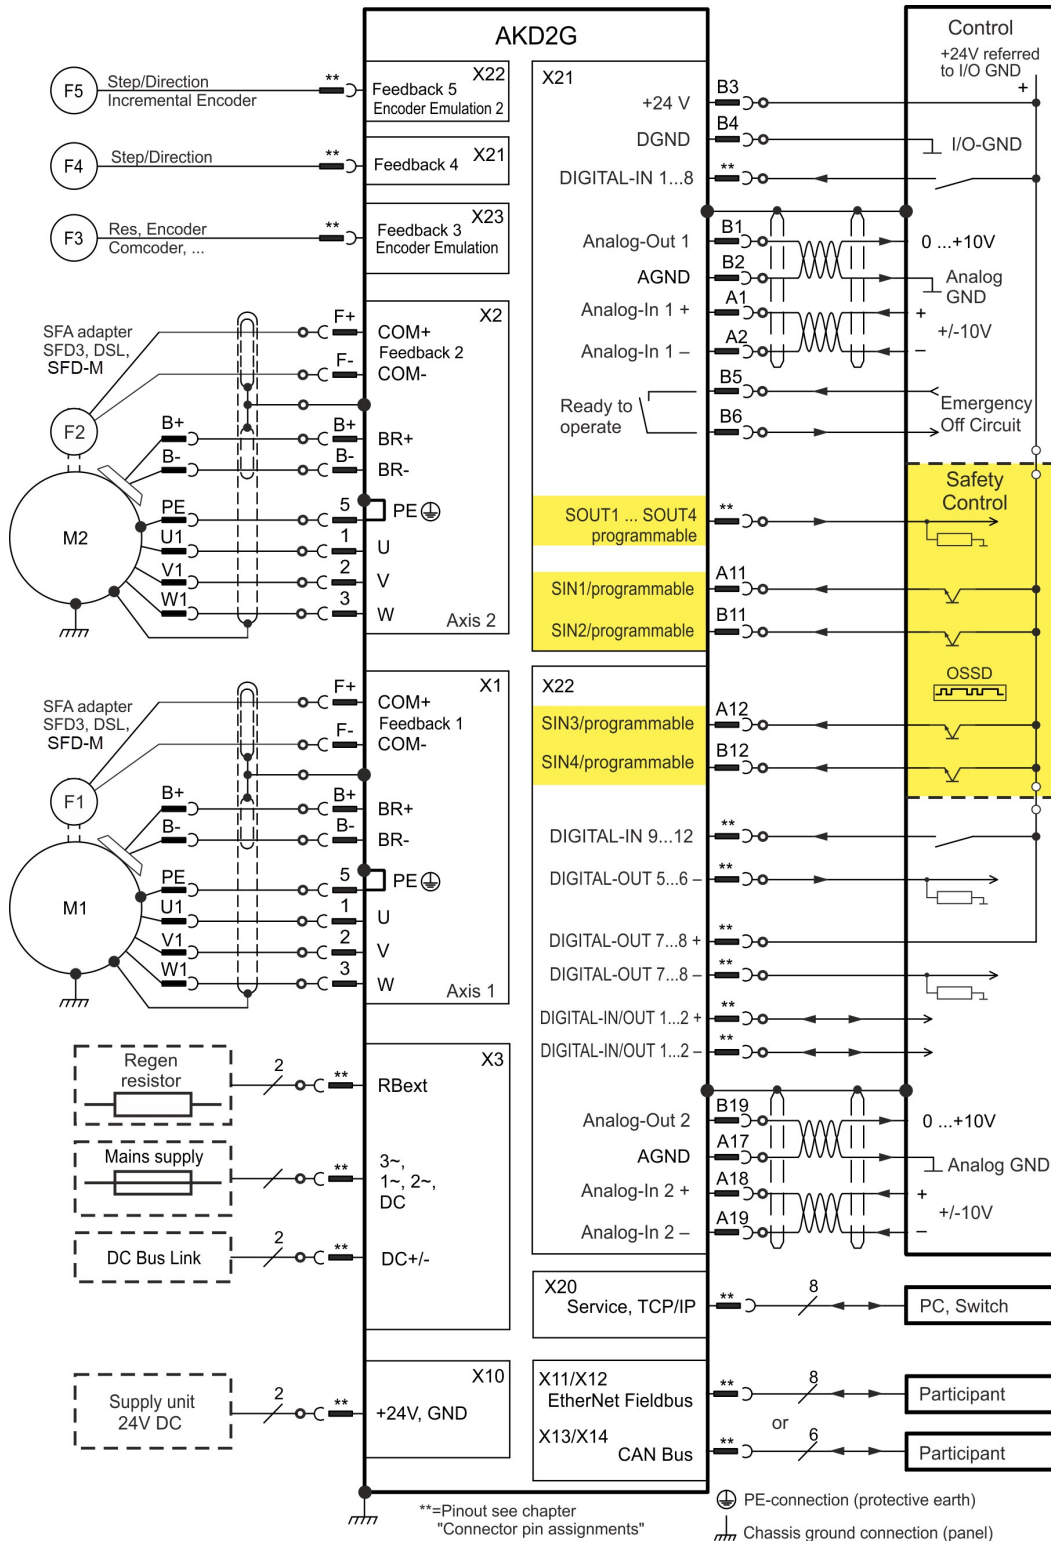 AKD2G
Control
+24V referred
to I/O GND
+
F5
Step/Direction
Incremental Encoder
**
X22
Feedback 5
Encoder Emulation 2
F4
Step/Direction
**
X21
Feedback 4
F3
Res, Encoder
Comcoder, ...
**
X23
Feedback 3
Encoder Emulation
SFA adapter
SFD3, DSL,
SFD-M
F2
M2
B+
B-
PE
U1
V1
W1
F+
F-
B+
B-
5
1
2
3
X2
COM+
Feedback 2
COM-
BR+
BR-
PE
U
V
W
Axis 2
SFA adapter
SFD3, DSL,
SFD-M
F1
M1
B+
B-
PE
U1
V1
W1
F+
F-
B+
B-
5
1
2
3
X1
COM+
Feedback 1
COM-
BR+
BR-
PE
U
V
W
Axis 1
Regen
resistor
2
**
X3
RBext
Mains supply
**
3~,
1~, 2~,
DC
DC Bus Link
2
**
DC+/-
Supply unit
24V DC
2
**
X10
+24V, GND
X21
+24 V
B3
DGND
B4
I/O-GND
DIGITAL-IN 1...8
**
Analog-Out 1
B1
0 ...+10V
AGND
B2
Analog
GND
Analog-In 1 +
A1
+
+/-10V
Analog-In 1 –
A2
–
Ready to
operate
B5
B6
Emergency
Off Circuit
Safety
Control
SOUT1 ... SOUT4
programmable
**
SIN1/programmable
A11
SIN2/programmable
B11
OSSD
X22
SIN3/programmable
A12
SIN4/programmable
B12
DIGITAL-IN 9...12
**
DIGITAL-OUT 5...6 –
**
DIGITAL-OUT 7...8 +
**
DIGITAL-OUT 7...8 –
**
DIGITAL-IN/OUT 1...2 +
**
DIGITAL-IN/OUT 1...2 –
**
Analog-Out 2
B19
0 ...+10V
AGND
A17
Analog GND
Analog-In 2 +
A18
+
+/-10V
Analog-In 2 –
A19
–
X20
Service, TCP/IP
**
8
PC, Switch
X11/X12
EtherNet Fieldbus
**
8
Participant
or
X13/X14
CAN Bus
**
6
Participant
**=Pinout see chapter
"Connector pin assignments"
PE-connection (protective earth)
Chassis ground connection (panel)